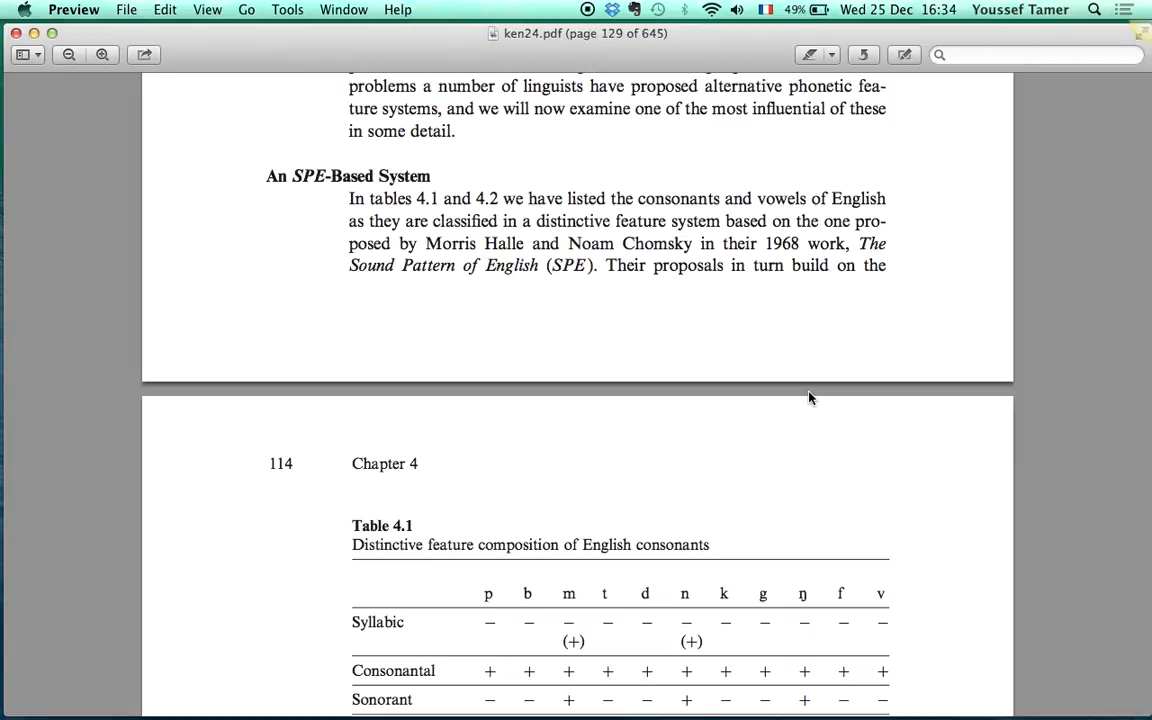 Preview File Edit View Go Tools Window Help 49% Wed 25 Dec 16:34 Youssef Tamer
ken24.pdf (page 129 of 645)
problems a number of linguists have proposed alternative phonetic fea-
ture systems, and we will now examine one of the most influential of these
in some detail.
An SPE-Based System
In tables 4.1 and 4.2 we have listed the consonants and vowels of English
as they are classified in a distinctive feature system based on the one pro-
posed by Morris Halle and Noam Chomsky in their 1968 work, The
Sound Pattern of English (SPE). Their proposals in turn build on the
114 Chapter 4
Table 4.1
Distinctive feature composition of English consonants
p b m t d n k g ŋ f v
Syllabic − − − − − − − − − − −
(+) (+)
Consonantal + + + + + + + + + + +
Sonorant − − + − − + − − + − −